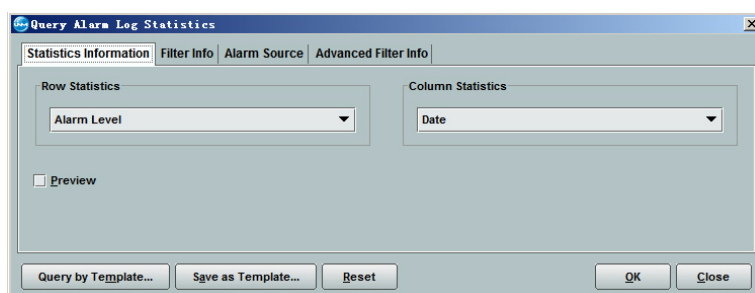 Query Alarm Log Statistics
Statistics Information Filter Info Alarm Source Advanced Filter Info
Row Statistics Column Statistics
Alarm Level Date
Preview
Query by Template... Save as Template... Reset OK Close